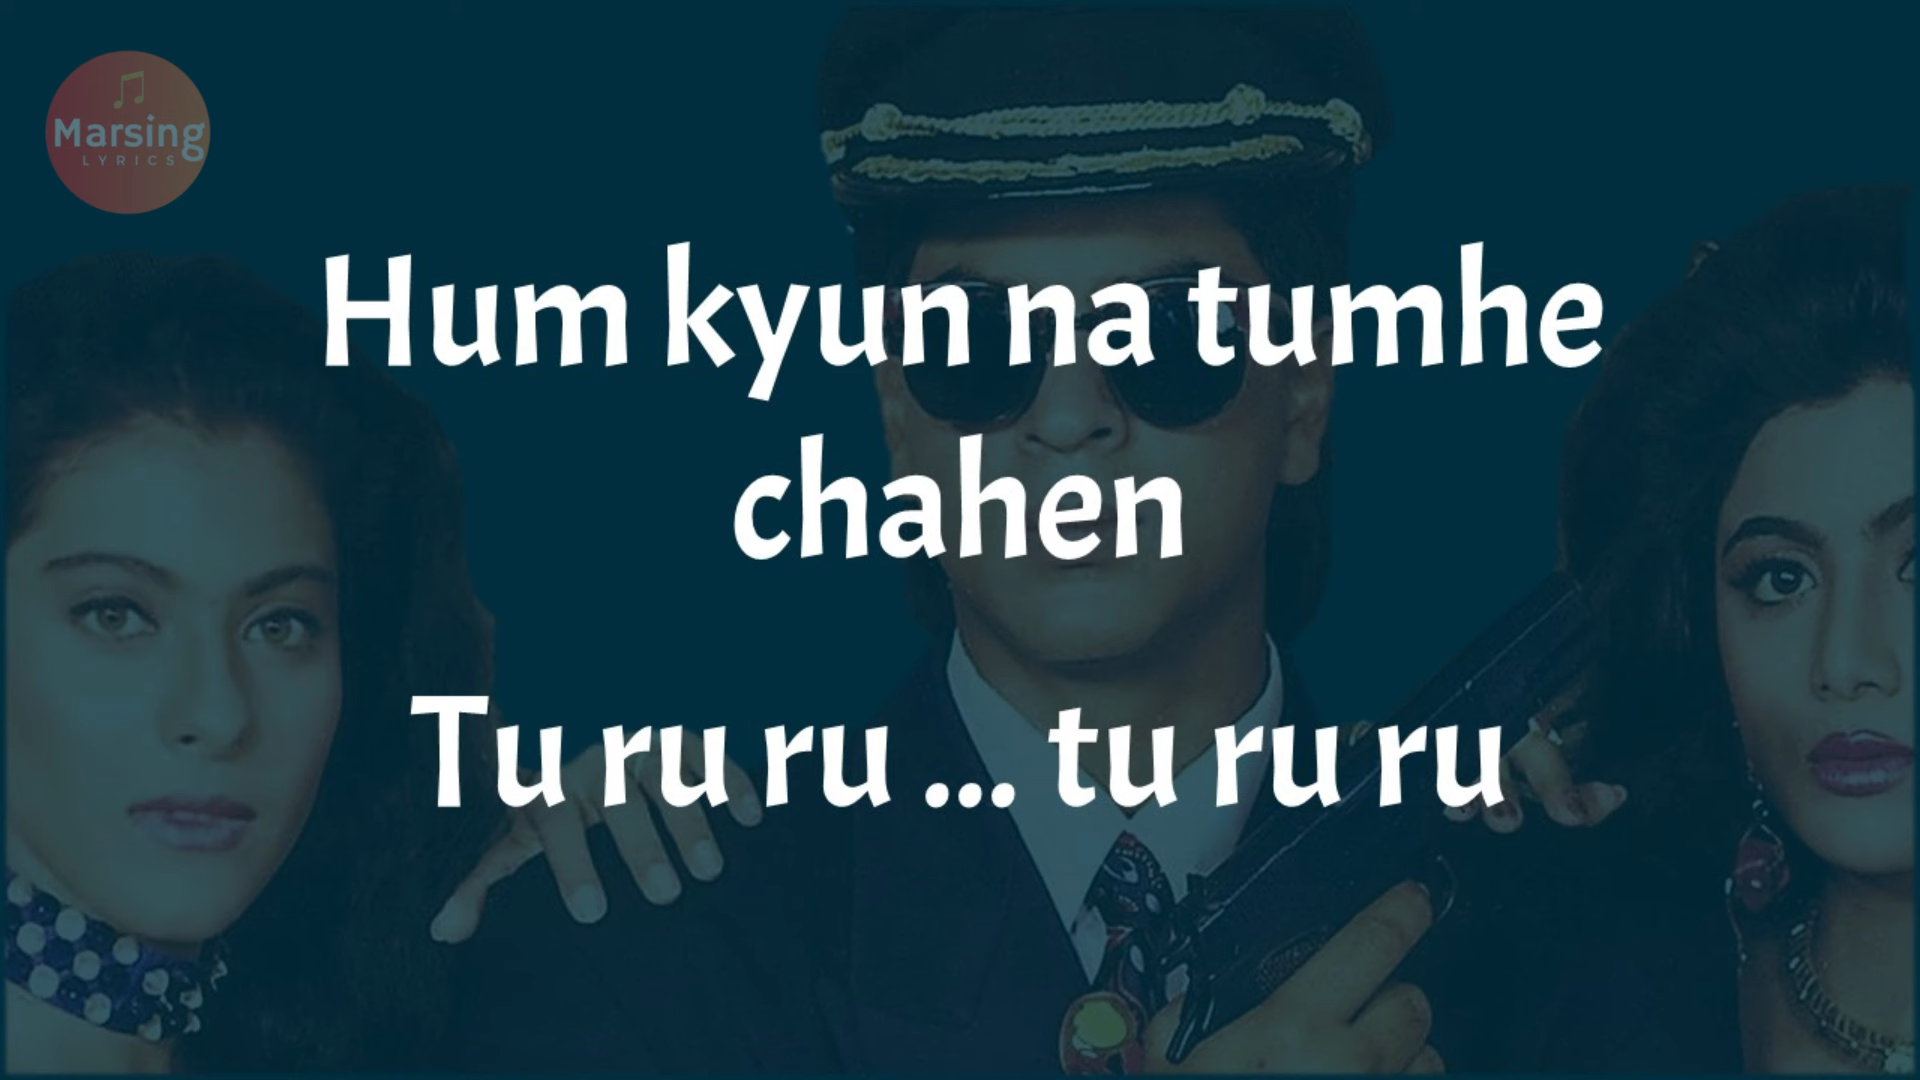 Marsing
LYRICS
Hum kyun na tumhe
chahen
Tu ru ru ... tu ru ru